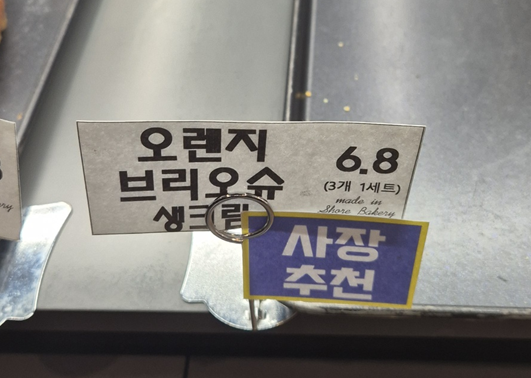 오렌지
브리오슈
생크림
6.8
(3개 1세트)
made in
Shore Bakery
사장
추천